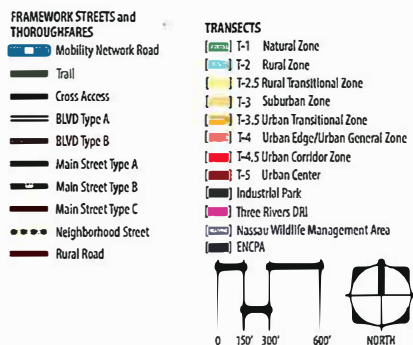 FRAMEWORK STREETS and
THOROUGHFARES
Mobility Network Road
Trail
Cross Access
BLVD Type A
BLVD Type B
Main Street Type A
Main Street Type B
Main Street Type C
Neighborhood Street
Rural Road
TRANSECTS
T-1 Natural Zone
T-2 Rural Zone
T-2.5 Rural Transitional Zone
T-3 Suburban Zone
T-3.5 Urban Transitional Zone
T-4 Urban Edge/Urban General Zone
T-4.5 Urban Corridor Zone
T-5 Urban Center
Industrial Park
Three Rivers DRI
Nassau Wildlife Management Area
ENCPA
0 150' 300' 600' NORTH